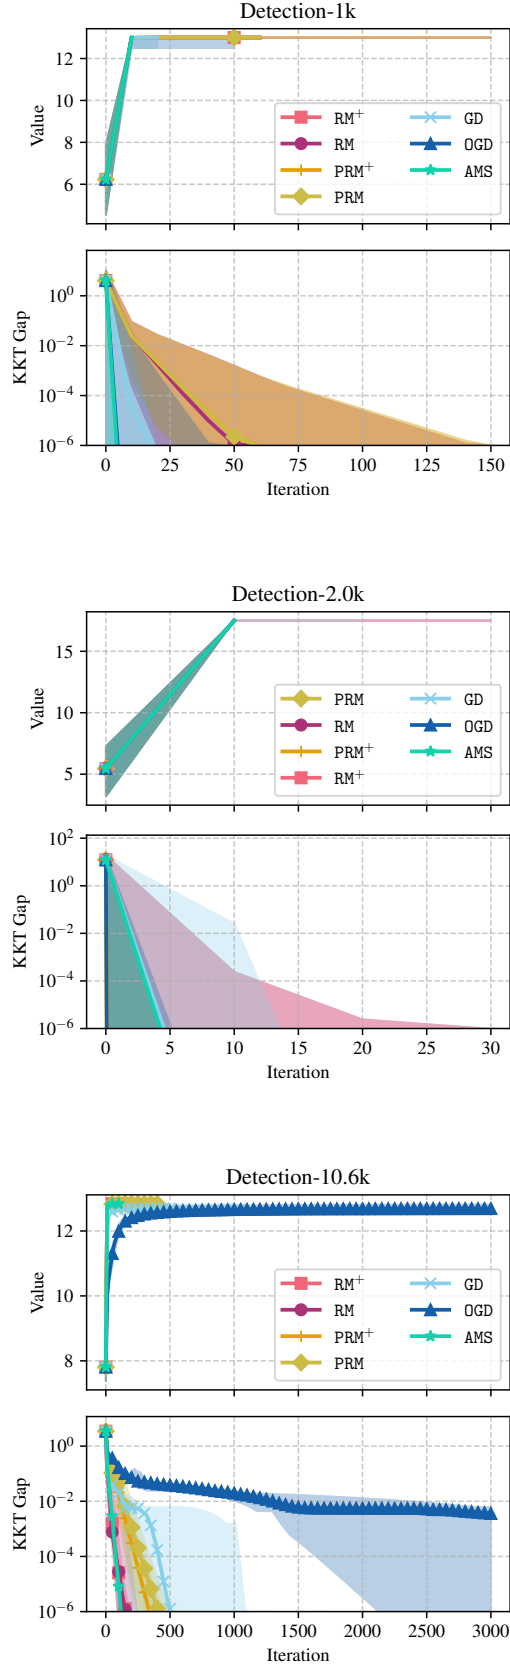 Detection-1k
12
10
8
6
Value
RM+
RM
PRM+
PRM
GD
OGD
AMS
10^0
10^-2
10^-4
10^-6
KKT Gap
0 25 50 75 100 125 150
Iteration
Detection-2.0k
15
10
5
Value
PRM
RM
PRM+
RM+
GD
OGD
AMS
10^2
10^0
10^-2
10^-4
10^-6
KKT Gap
0 5 10 15 20 25 30
Iteration
Detection-10.6k
12
10
8
Value
RM+
RM
PRM+
PRM
GD
OGD
AMS
10^0
10^-2
10^-4
10^-6
KKT Gap
0 500 1000 1500 2000 2500 3000
Iteration